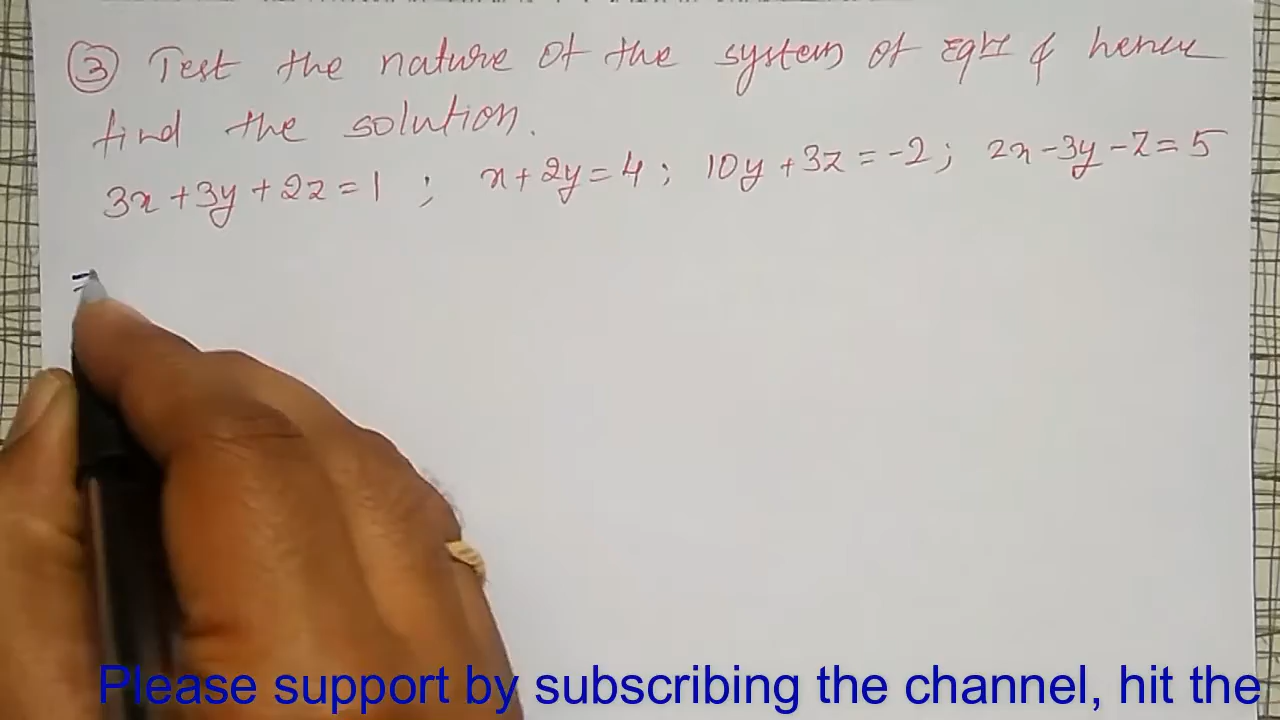 ③ Test the nature of the system of Eqns & hence
find the solution.
3x + 3y + 2z = 1 ; x + 2y = 4 ; 10y + 3z = -2 ; 2x - 3y - z = 5
Please support by subscribing the channel, hit the